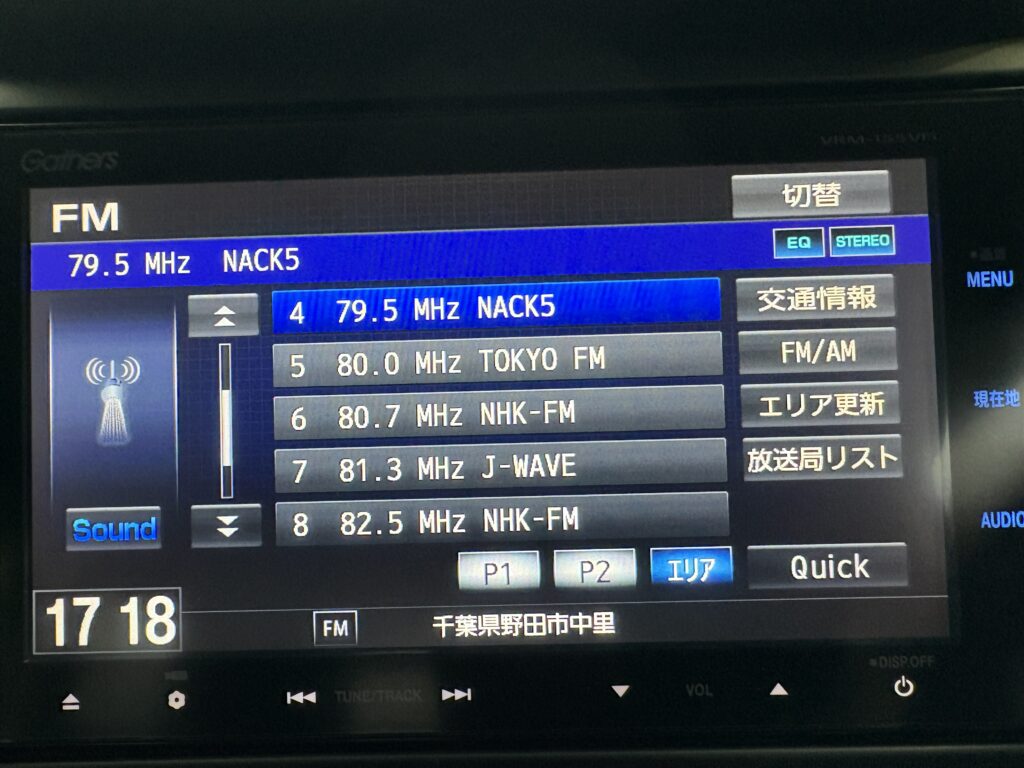 Gathers
FM
切替
79.5 MHz NACK5
EQ STEREO
4 79.5 MHz NACK5
5 80.0 MHz TOKYO FM
6 80.7 MHz NHK-FM
7 81.3 MHz J-WAVE
8 82.5 MHz NHK-FM
交通情報
FM/AM
エリア更新
放送局リスト
Sound
P1 P2 エリア Quick
17 18
FM 千葉県野田市中里
MENU
現在地
AUDIO
TUNE/TRACK
VOL
DISP.OFF